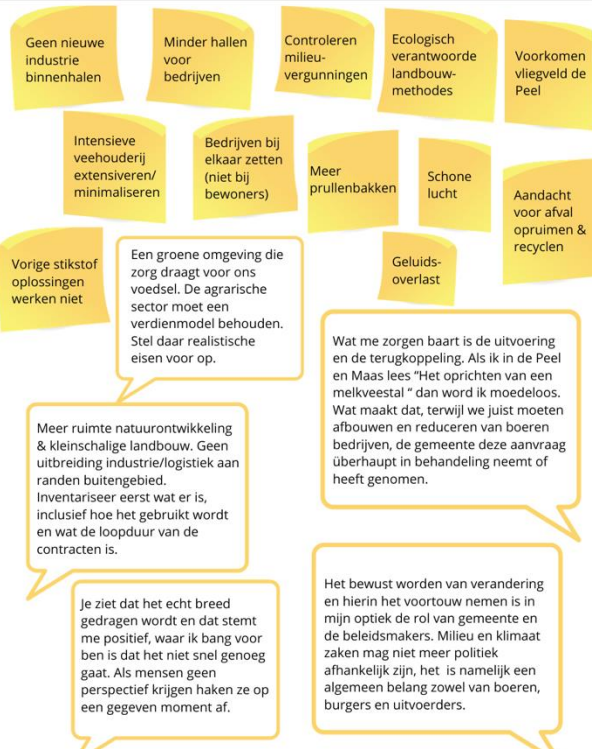 Geen nieuwe
industrie
binnenhalen
Minder hallen
voor
bedrijven
Controleren
milieu-
vergunningen
Ecologisch
verantwoorde
landbouw-
methodes
Voorkomen
vliegveld de
Peel
Intensieve
veehouderij
extensiveren/
minimaliseren
Bedrijven bij
elkaar zetten
(niet bij
bewoners)
Meer
prullenbakken
Schone
lucht
Aandacht
voor afval
opruimen &
recyclen
Vorige stikstof
oplossingen
werken niet
Een groene omgeving die
zorg draagt voor ons
voedsel. De agrarische
sector moet een
verdienmodel behouden.
Stel daar realistische
eisen voor op.
Geluids-
overlast
Wat me zorgen baart is de uitvoering
en de terugkoppeling. Als ik in de Peel
en Maas lees “Het oprichten van een
melkveestal “ dan word ik moedeloos.
Wat maakt dat, terwijl we juist moeten
afbouwen en reduceren van boeren
bedrijven, de gemeente deze aanvraag
überhaupt in behandeling neemt of
heeft genomen.
Meer ruimte natuurontwikkeling
& kleinschalige landbouw. Geen
uitbreiding industrie/logistiek aan
randen buitengebied.
Inventariseer eerst wat er is,
inclusief hoe het gebruikt wordt
en wat de loopduur van de
contracten is.
Je ziet dat het echt breed
gedragen wordt en dat stemt
me positief, waar ik bang voor
ben is dat het niet snel genoeg
gaat. Als mensen geen
perspectief krijgen haken ze op
een gegeven moment af.
Het bewust worden van verandering
en hierin het voortouw nemen is in
mijn optiek de rol van gemeente en
de beleidsmakers. Milieu en klimaat
zaken mag niet meer politiek
afhankelijk zijn, het  is namelijk een
algemeen belang zowel van boeren,
burgers en uitvoerders.